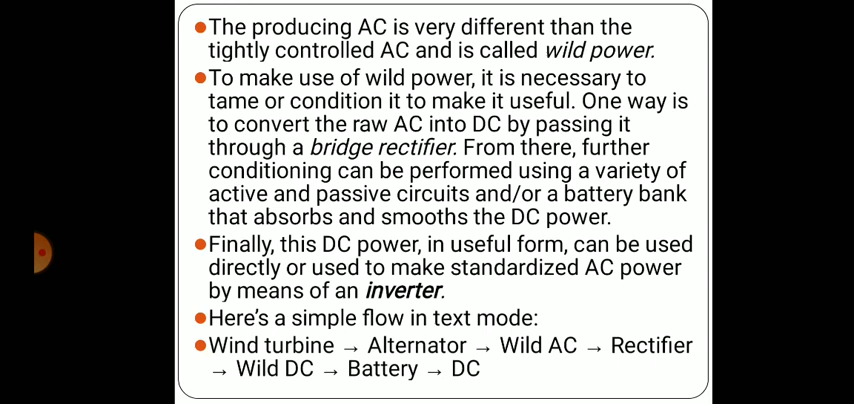 ●The producing AC is very different than the
tightly controlled AC and is called wild power.
●To make use of wild power, it is necessary to
tame or condition it to make it useful. One way is
to convert the raw AC into DC by passing it
through a bridge rectifier. From there, further
conditioning can be performed using a variety of
active and passive circuits and/or a battery bank
that absorbs and smooths the DC power.
●Finally, this DC power, in useful form, can be used
directly or used to make standardized AC power
by means of an inverter.
●Here’s a simple flow in text mode:
●Wind turbine → Alternator → Wild AC → Rectifier
→ Wild DC → Battery → DC